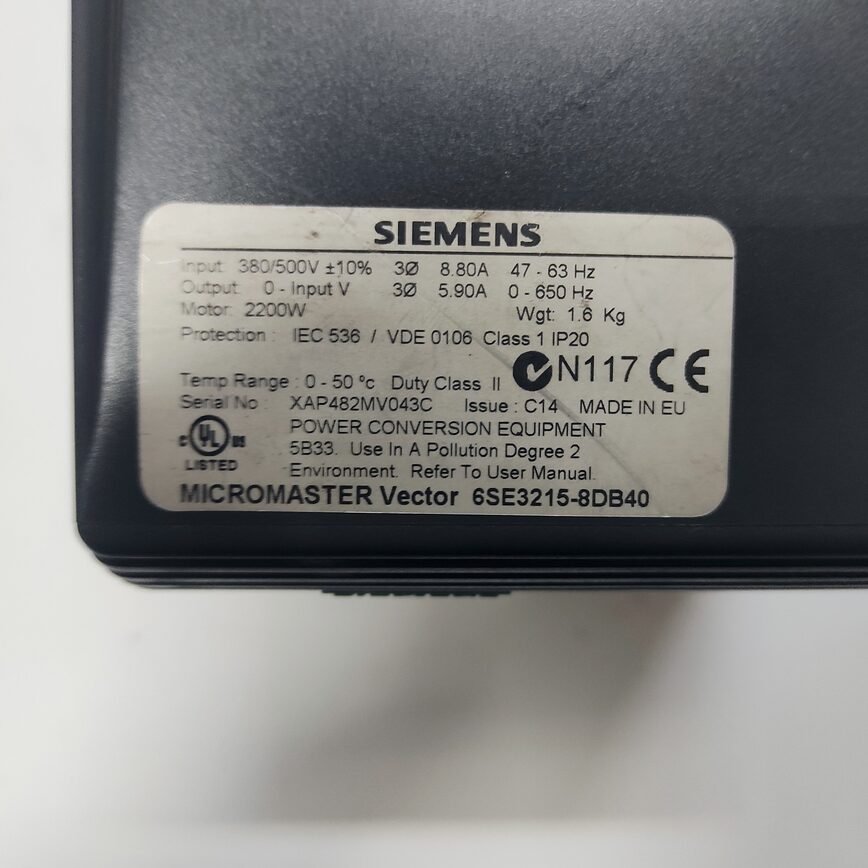 SIEMENS
Input: 380/500V ±10% 3Ø 8.80A 47 - 63 Hz
Output: 0 - Input V 3Ø 5.90A 0 - 650 Hz
Motor: 2200W Wgt: 1.6 Kg
Protection : IEC 536 / VDE 0106 Class 1 IP20
N117 CE
Temp Range : 0 - 50 ºc Duty Class II
Serial No : XAP482MV043C Issue : C14 MADE IN EU
c UL us POWER CONVERSION EQUIPMENT
5B33. Use In A Pollution Degree 2
LISTED Environment. Refer To User Manual.
MICROMASTER Vector 6SE3215-8DB40